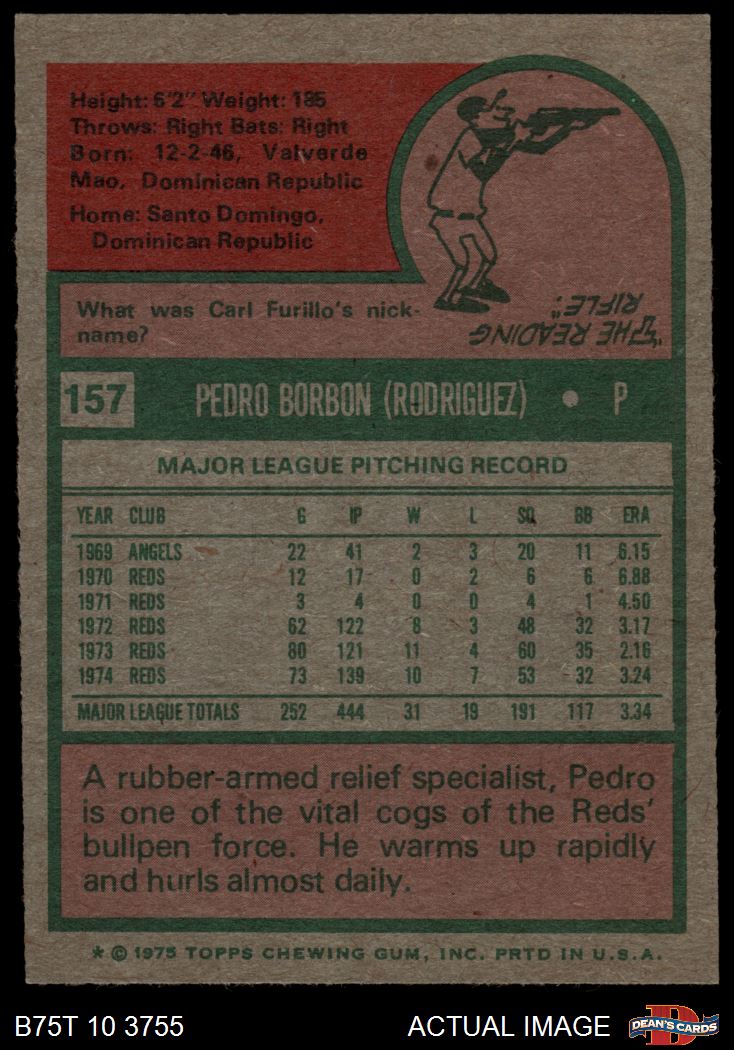 Height: 6'2" Weight: 185
Throws: Right Bats: Right
Born: 12-2-46, Valverde
Mao, Dominican Republic
Home: Santo Domingo,
Dominican Republic
What was Carl Furillo's nick-
name?
"THE READING
RIFLE".
157 PEDRO BORBON (RODRIGUEZ) • P
MAJOR LEAGUE PITCHING RECORD
YEAR CLUB G IP W L SO BB ERA
1969 ANGELS 22 41 2 3 20 11 6.15
1970 REDS 12 17 0 2 6 6 6.88
1971 REDS 3 4 0 0 4 1 4.50
1972 REDS 62 122 8 3 48 32 3.17
1973 REDS 80 121 11 4 60 35 2.16
1974 REDS 73 139 10 7 53 32 3.24
MAJOR LEAGUE TOTALS 252 444 31 19 191 117 3.34
A rubber-armed relief specialist, Pedro
is one of the vital cogs of the Reds'
bullpen force. He warms up rapidly
and hurls almost daily.
* © 1975 TOPPS CHEWING GUM, INC. PRTD IN U.S.A.
B75T 10 3755 ACTUAL IMAGE
D
DEAN'S CARDS